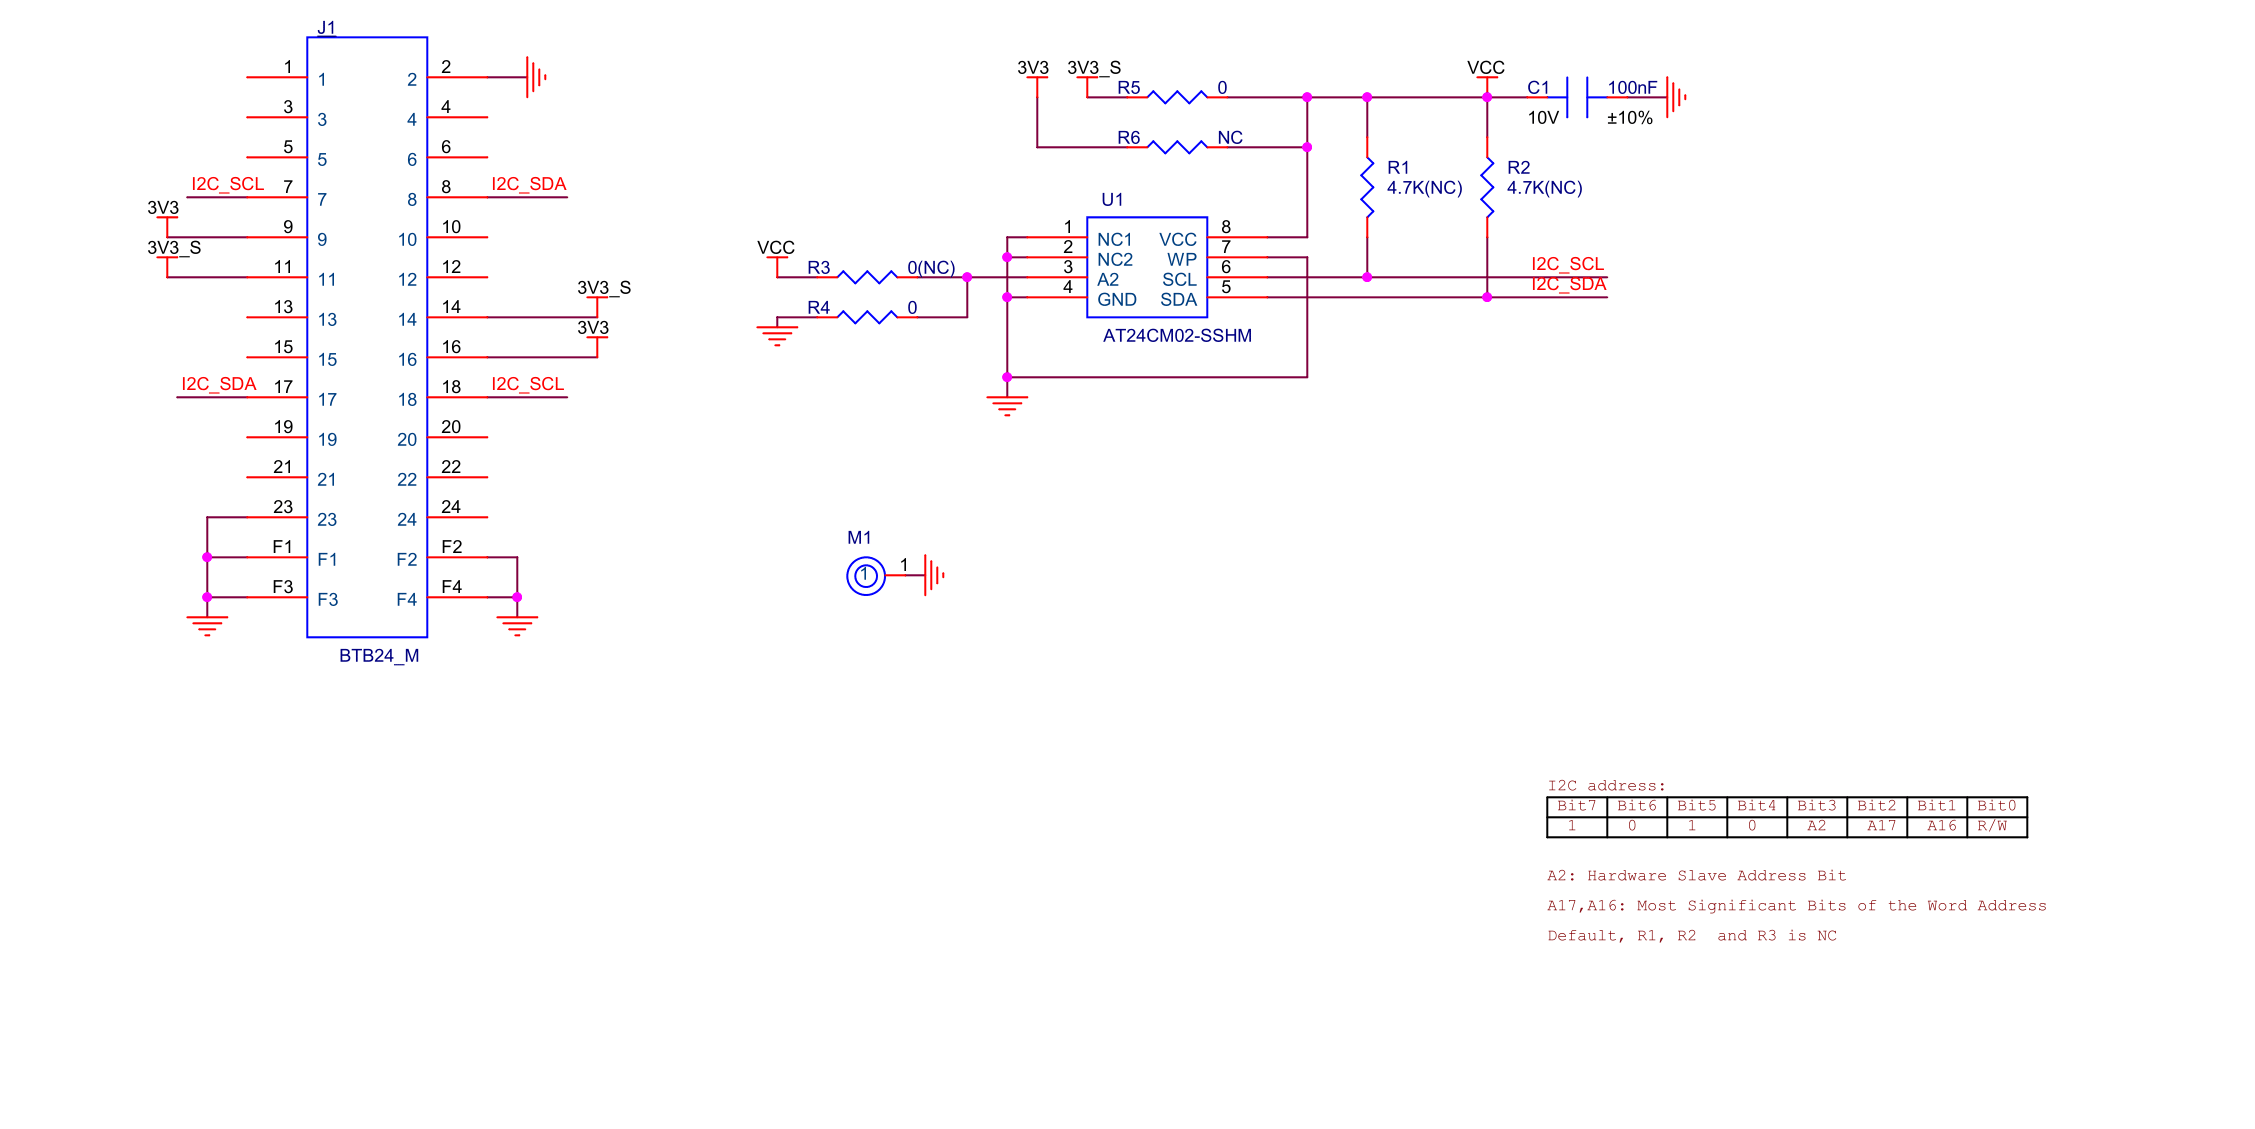 J1
1 1 2 2
3 3 4 4
5 5 6 6
I2C_SCL 7 7 8 8 I2C_SDA
3V3
9 9 10 10
3V3_S
11 11 12 12
3V3_S
13 13 14 14
3V3
15 15 16 16
I2C_SDA 17 17 18 18 I2C_SCL
19 19 20 20
21 21 22 22
23 23 24 24
F1 F1 F2 F2
F3 F3 F4 F4
BTB24_M
3V3 3V3_S VCC
R5 0 C1 100nF
10V ±10%
R6 NC
R1 R2
4.7K(NC) 4.7K(NC)
U1
1 NC1 VCC 8
2 NC2 WP 7
3 A2 SCL 6 I2C_SCL
4 GND SDA 5 I2C_SDA
VCC
R3 0(NC)
R4 0
AT24CM02-SSHM
M1
1 1
I2C address:
Bit7 Bit6 Bit5 Bit4 Bit3 Bit2 Bit1 Bit0
1 0 1 0 A2 A17 A16 R/W
A2: Hardware Slave Address Bit
A17,A16: Most Significant Bits of the Word Address
Default, R1, R2 and R3 is NC